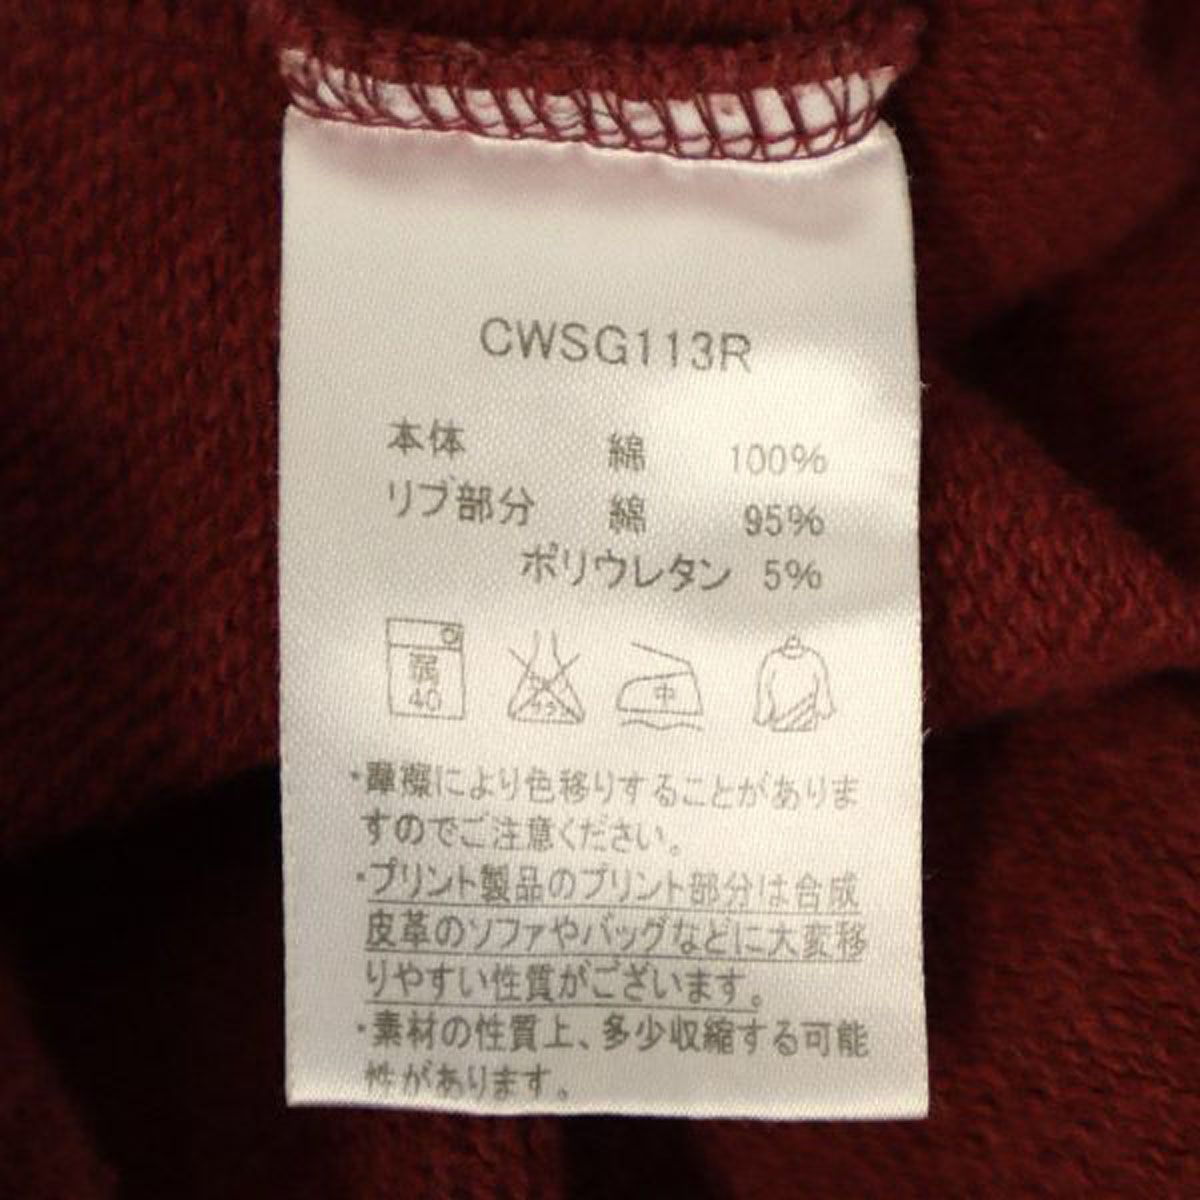 CWSG113R
本体 綿 100%
リブ部分 綿 95%
ポリウレタン 5%
弱 中
40
・摩擦により色移りすることがありま
すのでご注意ください。
・プリント製品のプリント部分は合成
皮革のソファやバッグなどに大変移
りやすい性質がございます。
・素材の性質上、多少収縮する可能
性があります。